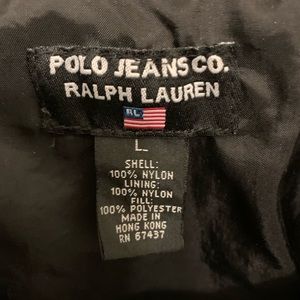 POLO JEANS CO.
RALPH LAUREN
RL
L
SHELL:
100% NYLON
LINING:
100% NYLON
FILL:
100% POLYESTER
MADE IN
HONG KONG
RN 67437